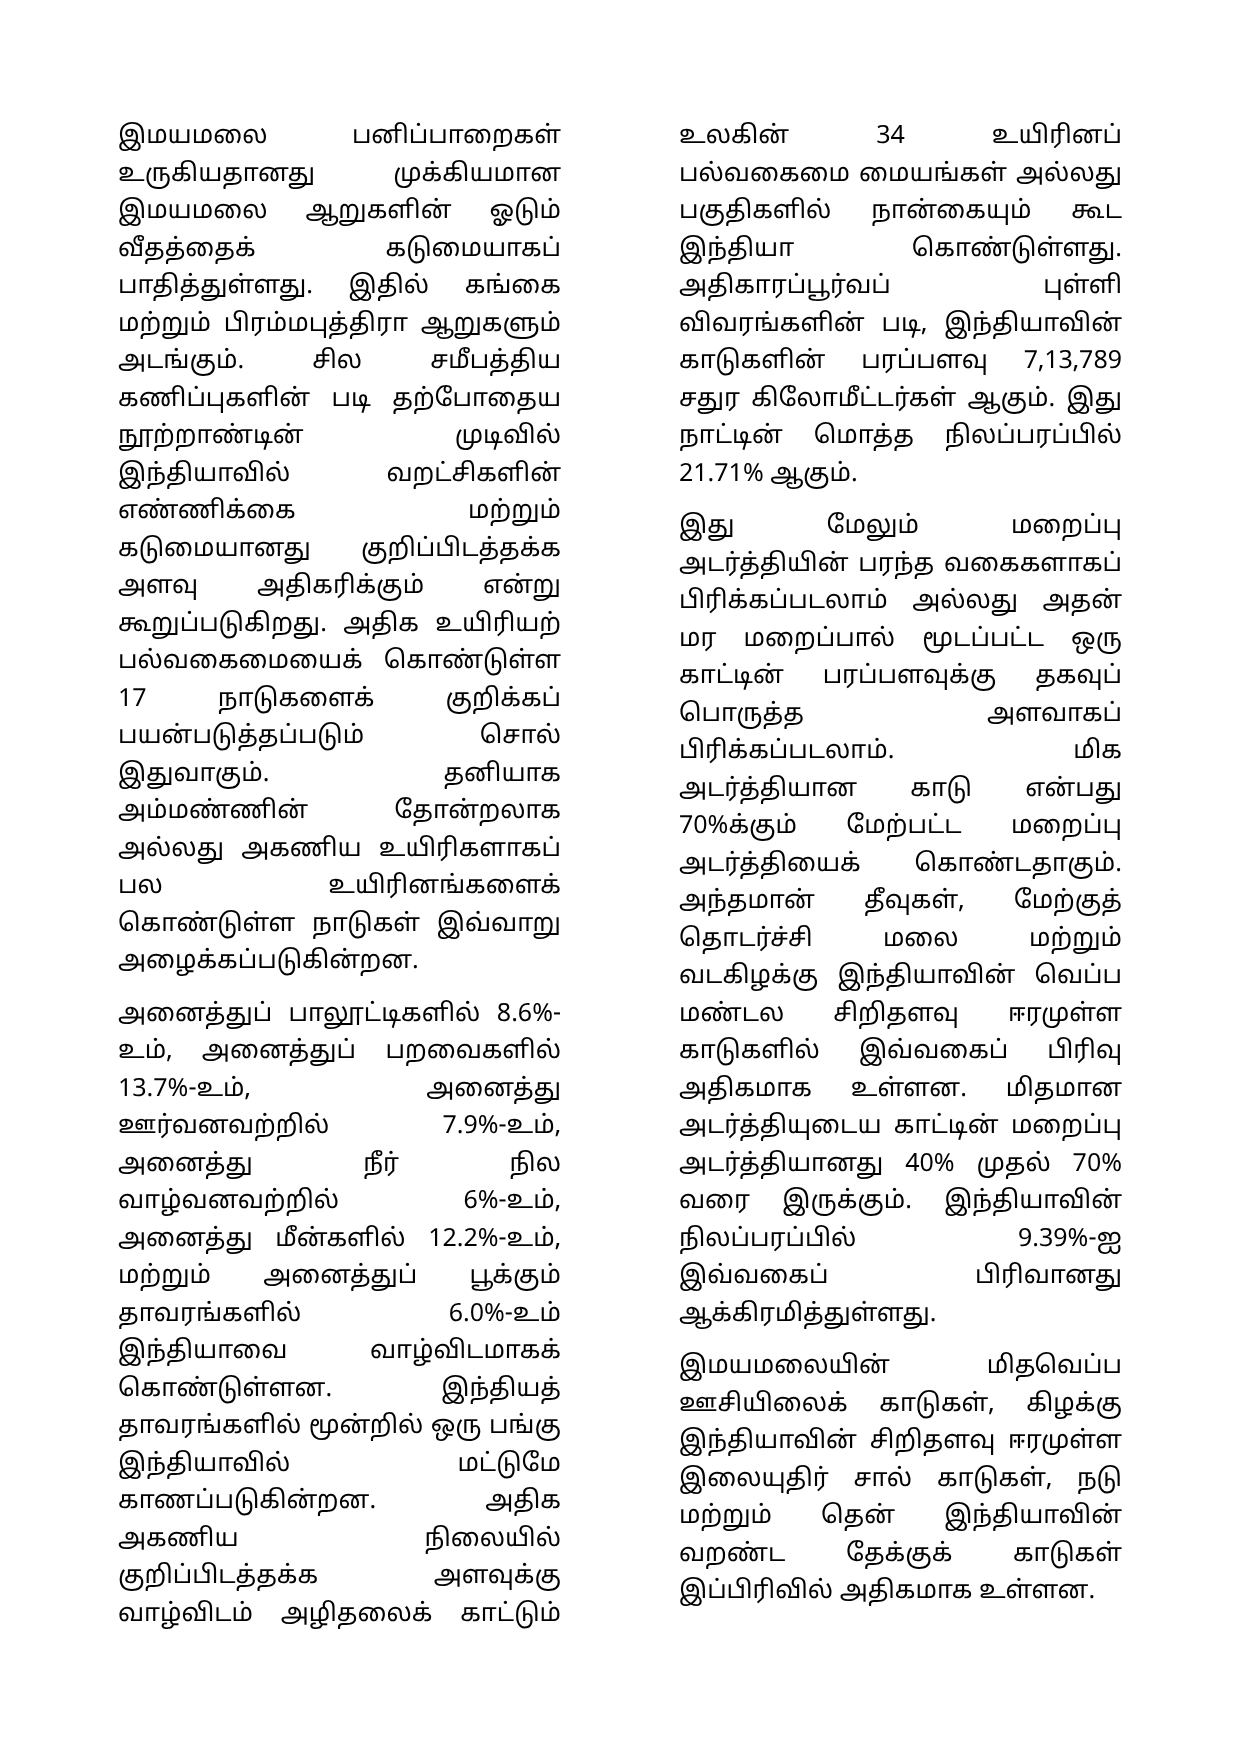 இமயமலை பனிப்பாறைகள்
உருகியதானது முக்கியமான
இமயமலை ஆறுகளின் ஓடும்
வீதத்தைக் கடுமையாகப்
பாதித்துள்ளது. இதில் கங்கை
மற்றும் பிரம்மபுத்திரா ஆறுகளும்
அடங்கும். சில சமீபத்திய
கணிப்புகளின் படி தற்போதைய
நூற்றாண்டின் முடிவில்
இந்தியாவில் வறட்சிகளின்
எண்ணிக்கை மற்றும்
கடுமையானது குறிப்பிடத்தக்க
அளவு அதிகரிக்கும் என்று
கூறுப்படுகிறது. அதிக உயிரியற்
பல்வகைமையைக் கொண்டுள்ள
17 நாடுகளைக் குறிக்கப்
பயன்படுத்தப்படும் சொல்
இதுவாகும். தனியாக
அம்மண்ணின் தோன்றலாக
அல்லது அகணிய உயிரிகளாகப்
பல உயிரினங்களைக்
கொண்டுள்ள நாடுகள் இவ்வாறு
அழைக்கப்படுகின்றன.
அனைத்துப் பாலூட்டிகளில் 8.6%-
உம், அனைத்துப் பறவைகளில்
13.7%-உம், அனைத்து
ஊர்வனவற்றில் 7.9%-உம்,
அனைத்து நீர் நில
வாழ்வனவற்றில் 6%-உம்,
அனைத்து மீன்களில் 12.2%-உம்,
மற்றும் அனைத்துப் பூக்கும்
தாவரங்களில் 6.0%-உம்
இந்தியாவை வாழ்விடமாகக்
கொண்டுள்ளன. இந்தியத்
தாவரங்களில் மூன்றில் ஒரு பங்கு
இந்தியாவில் மட்டுமே
காணப்படுகின்றன. அதிக
அகணிய நிலையில்
குறிப்பிடத்தக்க அளவுக்கு
வாழ்விடம் அழிதலைக் காட்டும்
உலகின் 34 உயிரினப்
பல்வகைமை மையங்கள் அல்லது
பகுதிகளில் நான்கையும் கூட
இந்தியா கொண்டுள்ளது.
அதிகாரப்பூர்வப் புள்ளி
விவரங்களின் படி, இந்தியாவின்
காடுகளின் பரப்பளவு 7,13,789
சதுர கிலோமீட்டர்கள் ஆகும். இது
நாட்டின் மொத்த நிலப்பரப்பில்
21.71% ஆகும்.
இது மேலும் மறைப்பு
அடர்த்தியின் பரந்த வகைகளாகப்
பிரிக்கப்படலாம் அல்லது அதன்
மர மறைப்பால் மூடப்பட்ட ஒரு
காட்டின் பரப்பளவுக்கு தகவுப்
பொருத்த அளவாகப்
பிரிக்கப்படலாம். மிக
அடர்த்தியான காடு என்பது
70%க்கும் மேற்பட்ட மறைப்பு
அடர்த்தியைக் கொண்டதாகும்.
அந்தமான் தீவுகள், மேற்குத்
தொடர்ச்சி மலை மற்றும்
வடகிழக்கு இந்தியாவின் வெப்ப
மண்டல சிறிதளவு ஈரமுள்ள
காடுகளில் இவ்வகைப் பிரிவு
அதிகமாக உள்ளன. மிதமான
அடர்த்தியுடைய காட்டின் மறைப்பு
அடர்த்தியானது 40% முதல் 70%
வரை இருக்கும். இந்தியாவின்
நிலப்பரப்பில் 9.39%-ஐ
இவ்வகைப் பிரிவானது
ஆக்கிரமித்துள்ளது.
இமயமலையின் மிதவெப்ப
ஊசியிலைக் காடுகள், கிழக்கு
இந்தியாவின் சிறிதளவு ஈரமுள்ள
இலையுதிர் சால் காடுகள், நடு
மற்றும் தென் இந்தியாவின்
வறண்ட தேக்குக் காடுகள்
இப்பிரிவில் அதிகமாக உள்ளன.